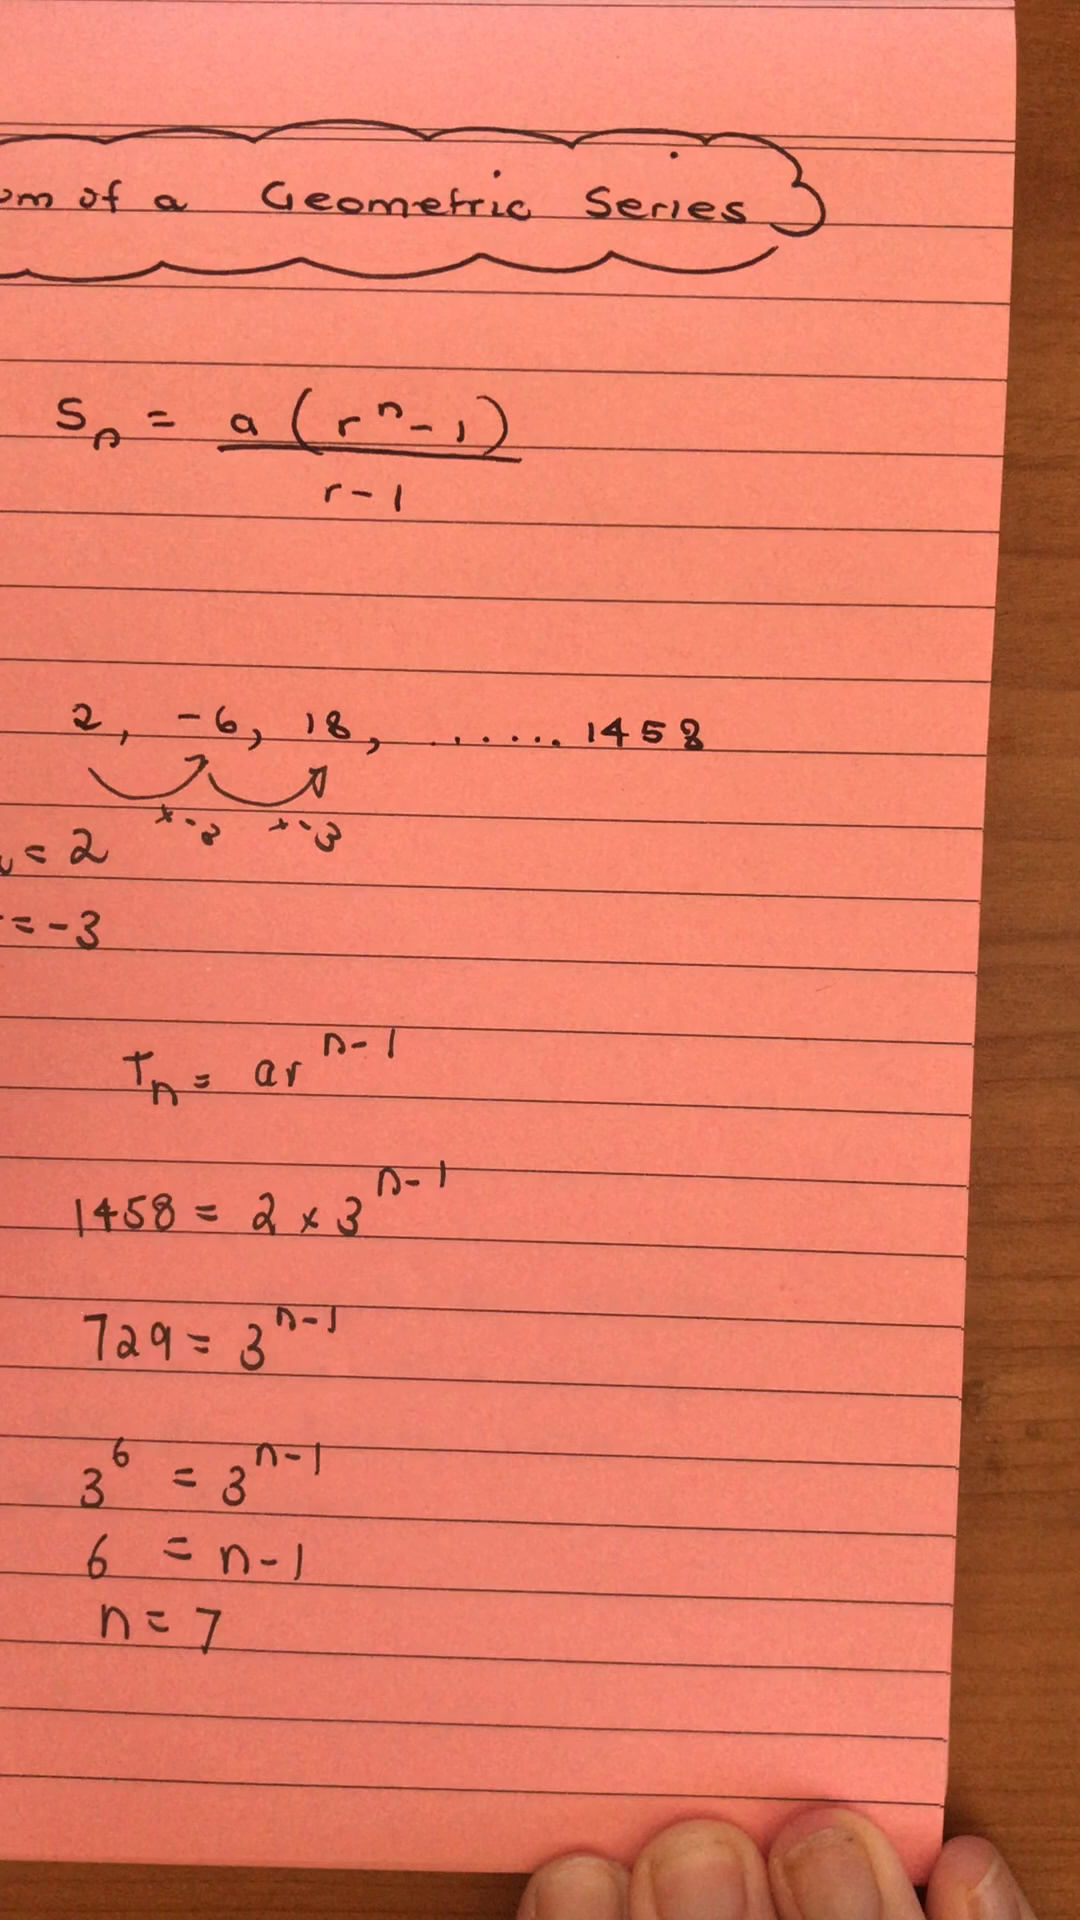 of a Geometric Series
Sn = a(r^n-1)
r-1
2, -6, 18, ...... 1458
x-3 x-3
= 2
= -3
Tn = ar^n-1
1458 = 2 x 3^n-1
729 = 3^n-1
3^6 = 3^n-1
6 = n-1
n = 7